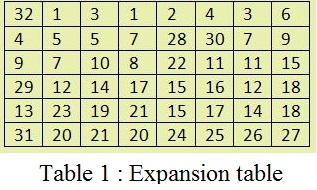 32 1 3 1 2 4 3 6
4 5 5 7 28 30 7 9
9 7 10 8 22 11 11 15
29 12 14 17 15 16 12 18
13 23 19 21 15 17 14 18
31 20 21 20 24 25 26 27
Table 1 : Expansion table